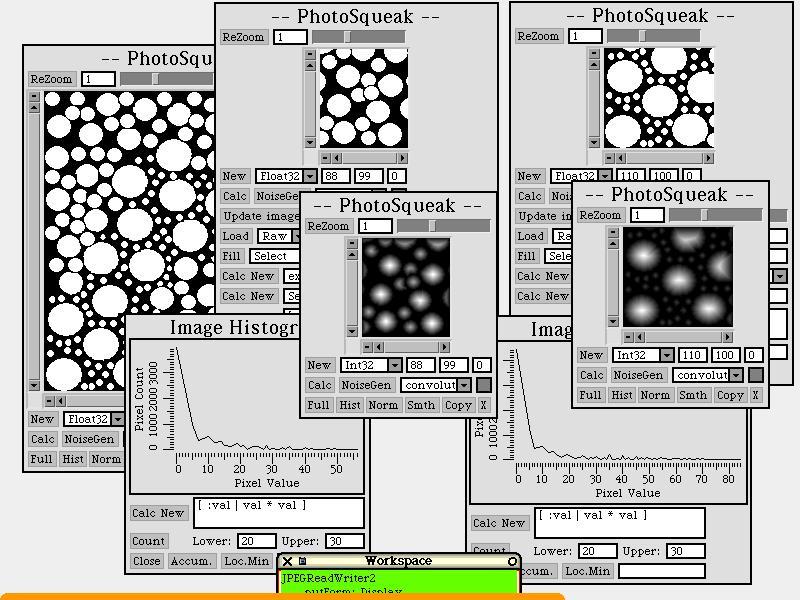 -- PhotoSqu
ReZoom 1
New Float32
Calc NoiseGen
Full Hist Norm
-- PhotoSqueak --
ReZoom 1
New Float32 88 99 0
Calc NoiseGe
Update image
Load Raw
Fill Select
Calc New ex
Calc New Se
-- PhotoSqueak --
ReZoom 1
New Float32 110 100 0
Calc Noi
Update in
Load Raw
Fill Sele
Calc New
Calc New
-- PhotoSqueak --
ReZoom 1
New Int32 88 99 0
Calc NoiseGen convolut
Full Hist Norm Smth Copy X
-- PhotoSqueak --
ReZoom 1
New Int32 110 100 0
Calc NoiseGen convolut
Full Hist Norm Smth Copy X
Image Histogr
Pixel Count
0 1000 2000 3000
0 10 20 30 40 50
Pixel Value
Calc New [ :val | val * val ]
Count Lower: 20 Upper: 30
Close Accum. Loc.Min
Imag
0 1000 2000
0 10 20 30 40 50 60 70 80
Pixel Value
Calc New [ :val | val * val ]
Count Lower: 20 Upper: 30
ccum. Loc.Min
Workspace
JPEGReadWriter2
putForm: Display